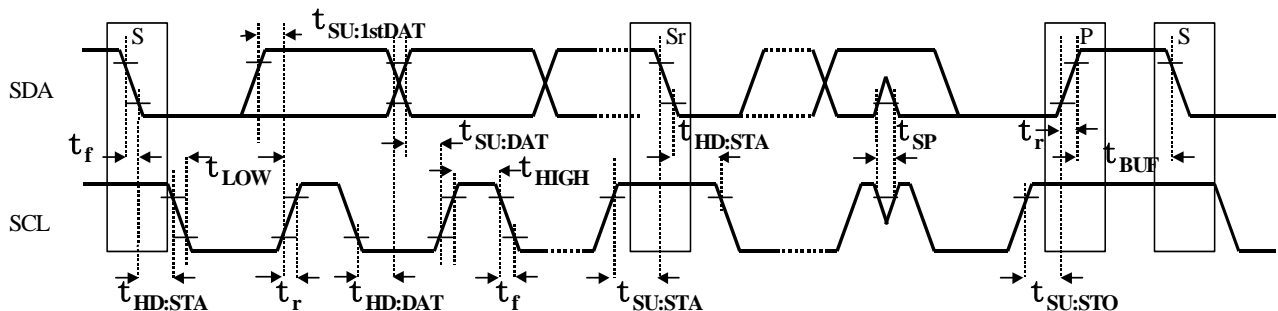 S t SU:1stDAT Sr P S
SDA
t f t LOW t SU:DAT t HIGH t HD:STA t SP t r t BUF
SCL
t HD:STA t r t HD:DAT t f t SU:STA t SU:STO